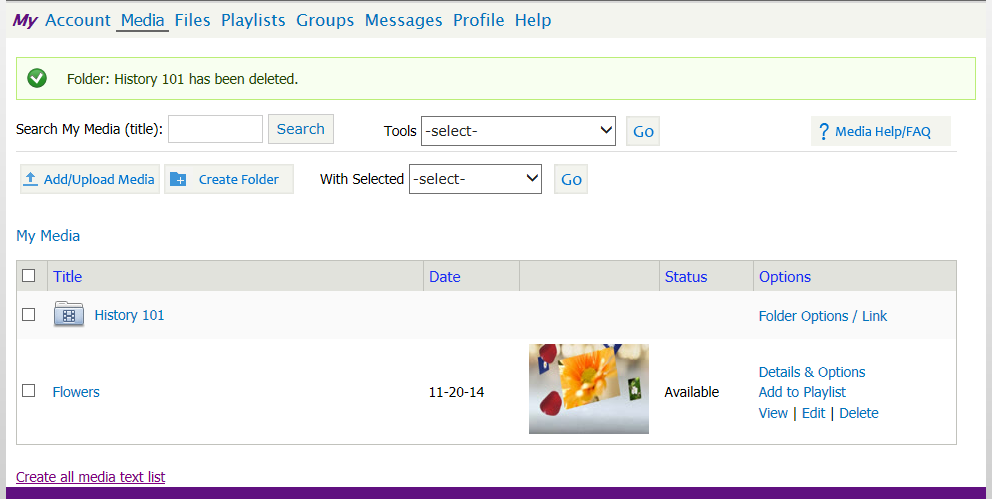 My Account Media Files Playlists Groups Messages Profile Help
Folder: History 101 has been deleted.
Search My Media (title): Search Tools -select- Go ? Media Help/FAQ
Add/Upload Media Create Folder With Selected -select- Go
My Media
Title Date Status Options
History 101 Folder Options / Link
Flowers 11-20-14 Available Details & Options
Add to Playlist
View | Edit | Delete
Create all media text list